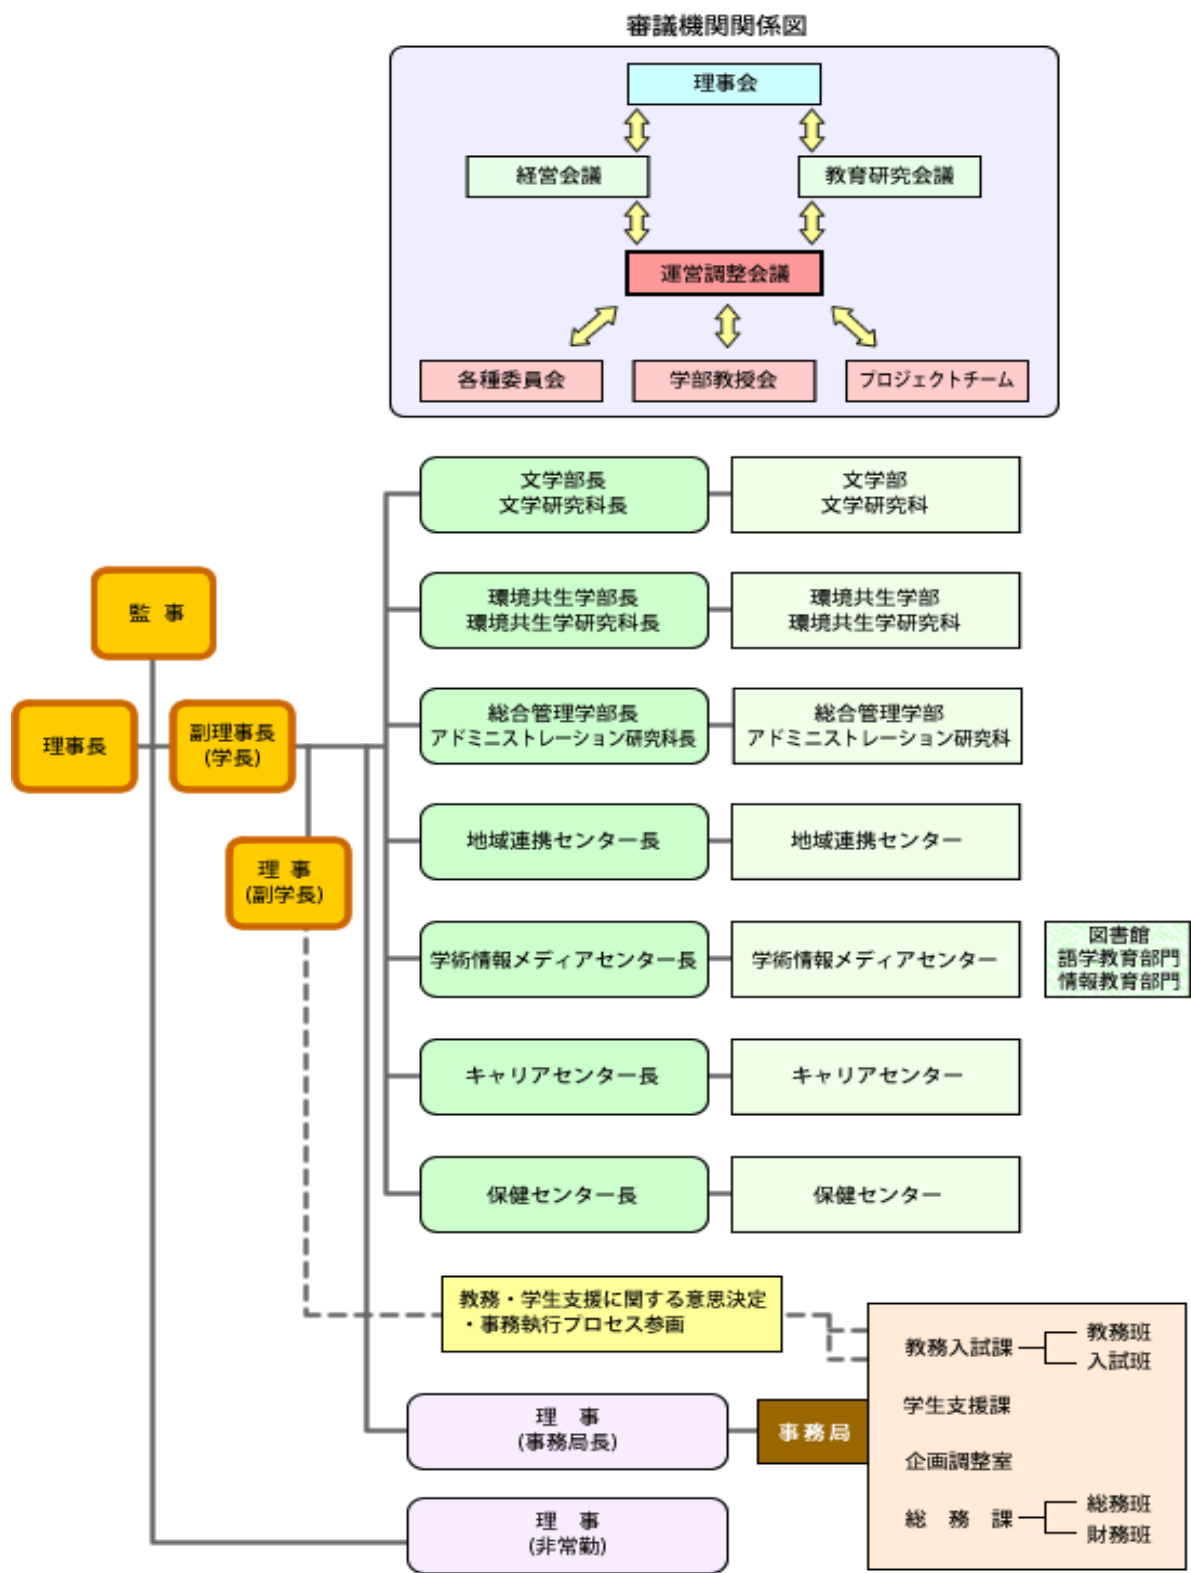 審議機関関係図
理事会
経営会議
教育研究会議
運営調整会議
各種委員会
学部教授会
プロジェクトチーム
文学部長
文学研究科長
文学部
文学研究科
環境共生学部長
環境共生学研究科長
環境共生学部
環境共生学研究科
監 事
理事長
副理事長
(学長)
総合管理学部長
アドミニストレーション研究科長
総合管理学部
アドミニストレーション研究科
理 事
(副学長)
地域連携センター長
地域連携センター
学術情報メディアセンター長
学術情報メディアセンター
図書館
語学教育部門
情報教育部門
キャリアセンター長
キャリアセンター
保健センター長
保健センター
教務・学生支援に関する意思決定
・事務執行プロセス参画
教務入試課
教務班
入試班
学生支援課
理 事
(事務局長)
事務局
企画調整室
総 務 課
総務班
財務班
理 事
(非常勤)